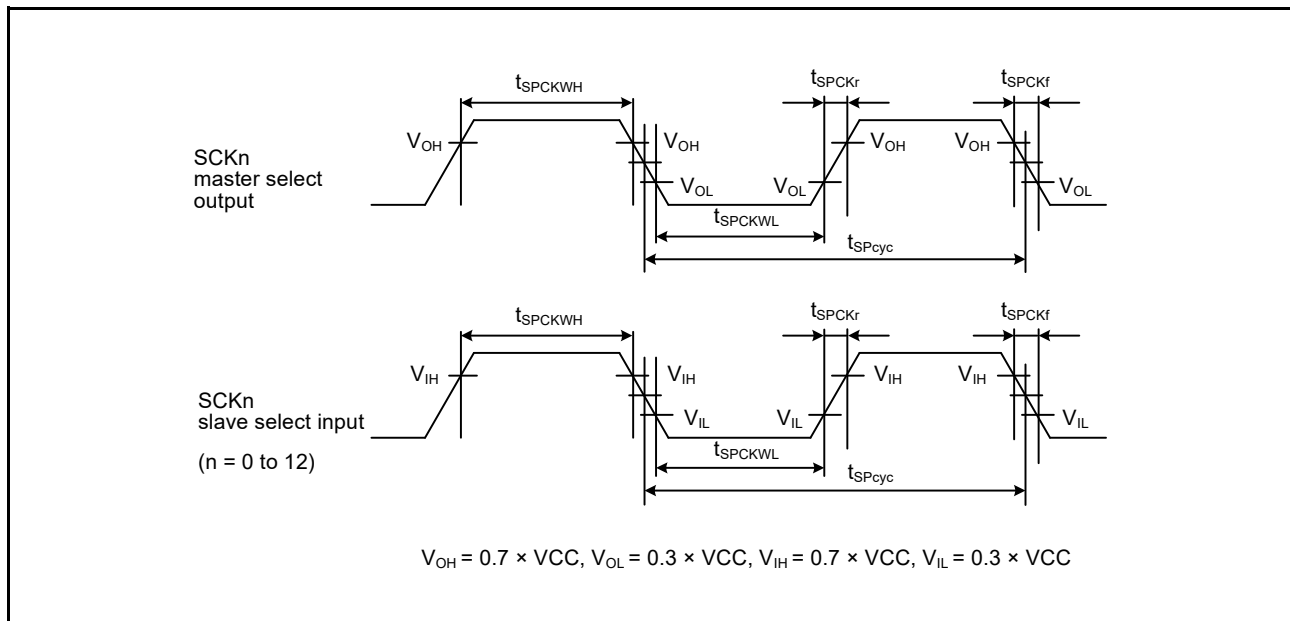 tSPCKWH
tSPCKr
tSPCKf
VOH
VOH
VOH
VOH
SCKn
master select
output
VOL
VOL
VOL
tSPCKWL
tSPcyc
tSPCKWH
tSPCKr
tSPCKf
VIH
VIH
VIH
VIH
SCKn
slave select input
(n = 0 to 12)
VIL
VIL
VIL
tSPCKWL
tSPcyc
VOH = 0.7 × VCC, VOL = 0.3 × VCC, VIH = 0.7 × VCC, VIL = 0.3 × VCC